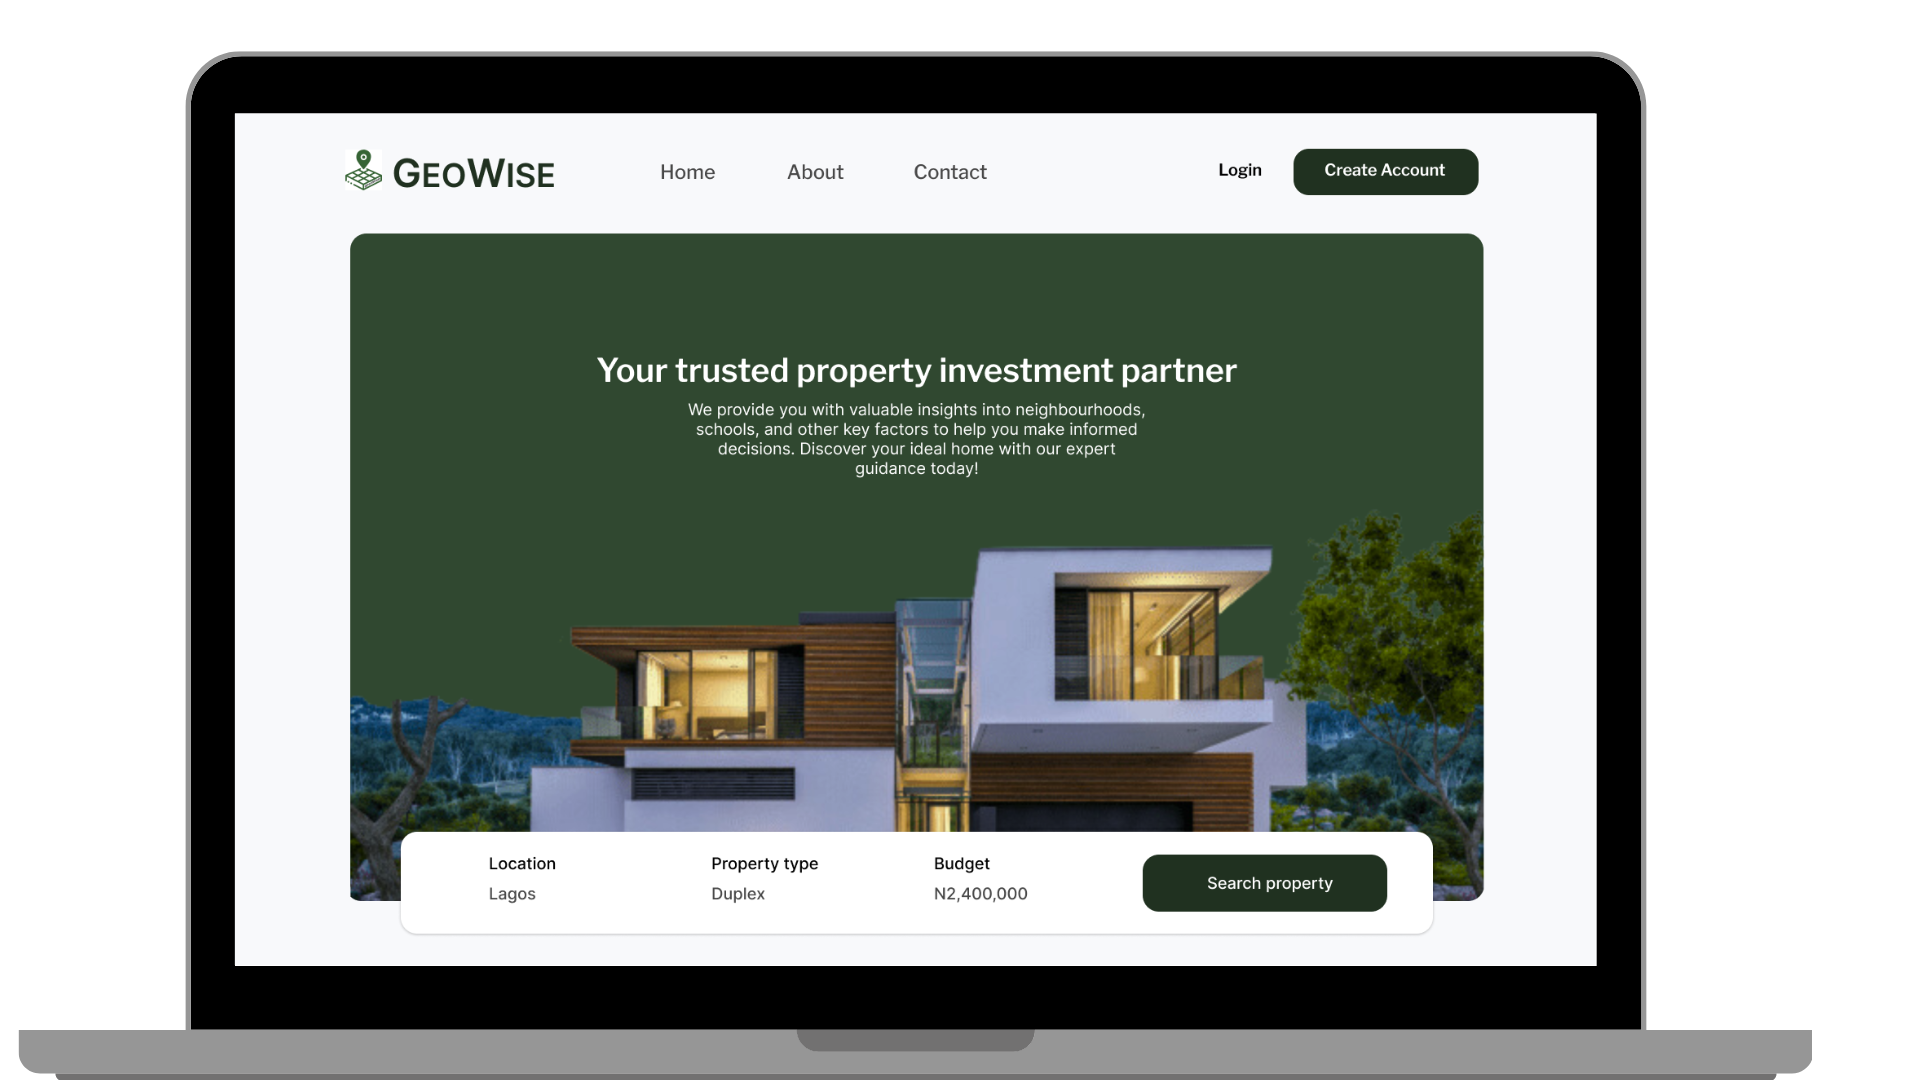 GEOWISE
Home
About
Contact
Login
Create Account
Your trusted property investment partner
We provide you with valuable insights into neighbourhoods,
schools, and other key factors to help you make informed
decisions. Discover your ideal home with our expert
guidance today!
Location
Lagos
Property type
Duplex
Budget
N2,400,000
Search property